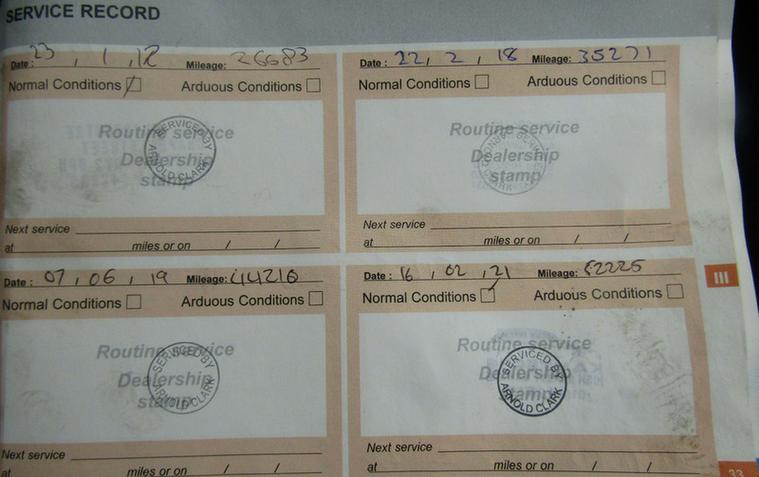 SERVICE RECORD
Date: 23, 1, 12 Mileage: 26683
Normal Conditions Arduous Conditions
Routine service
Dealership
stamp
SERVICED BY
ARNOLD CLARK
Next service
at miles or on / /
Date: 22, 2, 18 Mileage: 35271
Normal Conditions Arduous Conditions
Routine service
Dealership
stamp
Next service
at miles or on / /
Date: 07, 06, 19 Mileage: 44210
Normal Conditions Arduous Conditions
Routine service
Dealership
stamp
SERVICED BY
ARNOLD CLARK
Next service
at miles or on / /
Date: 16, 02, 21 Mileage:
Normal Conditions Arduous Conditions
Routine service
Dealership
stamp
SERVICED BY
ARNOLD CLARK
Next service
at miles or on / /
III
33